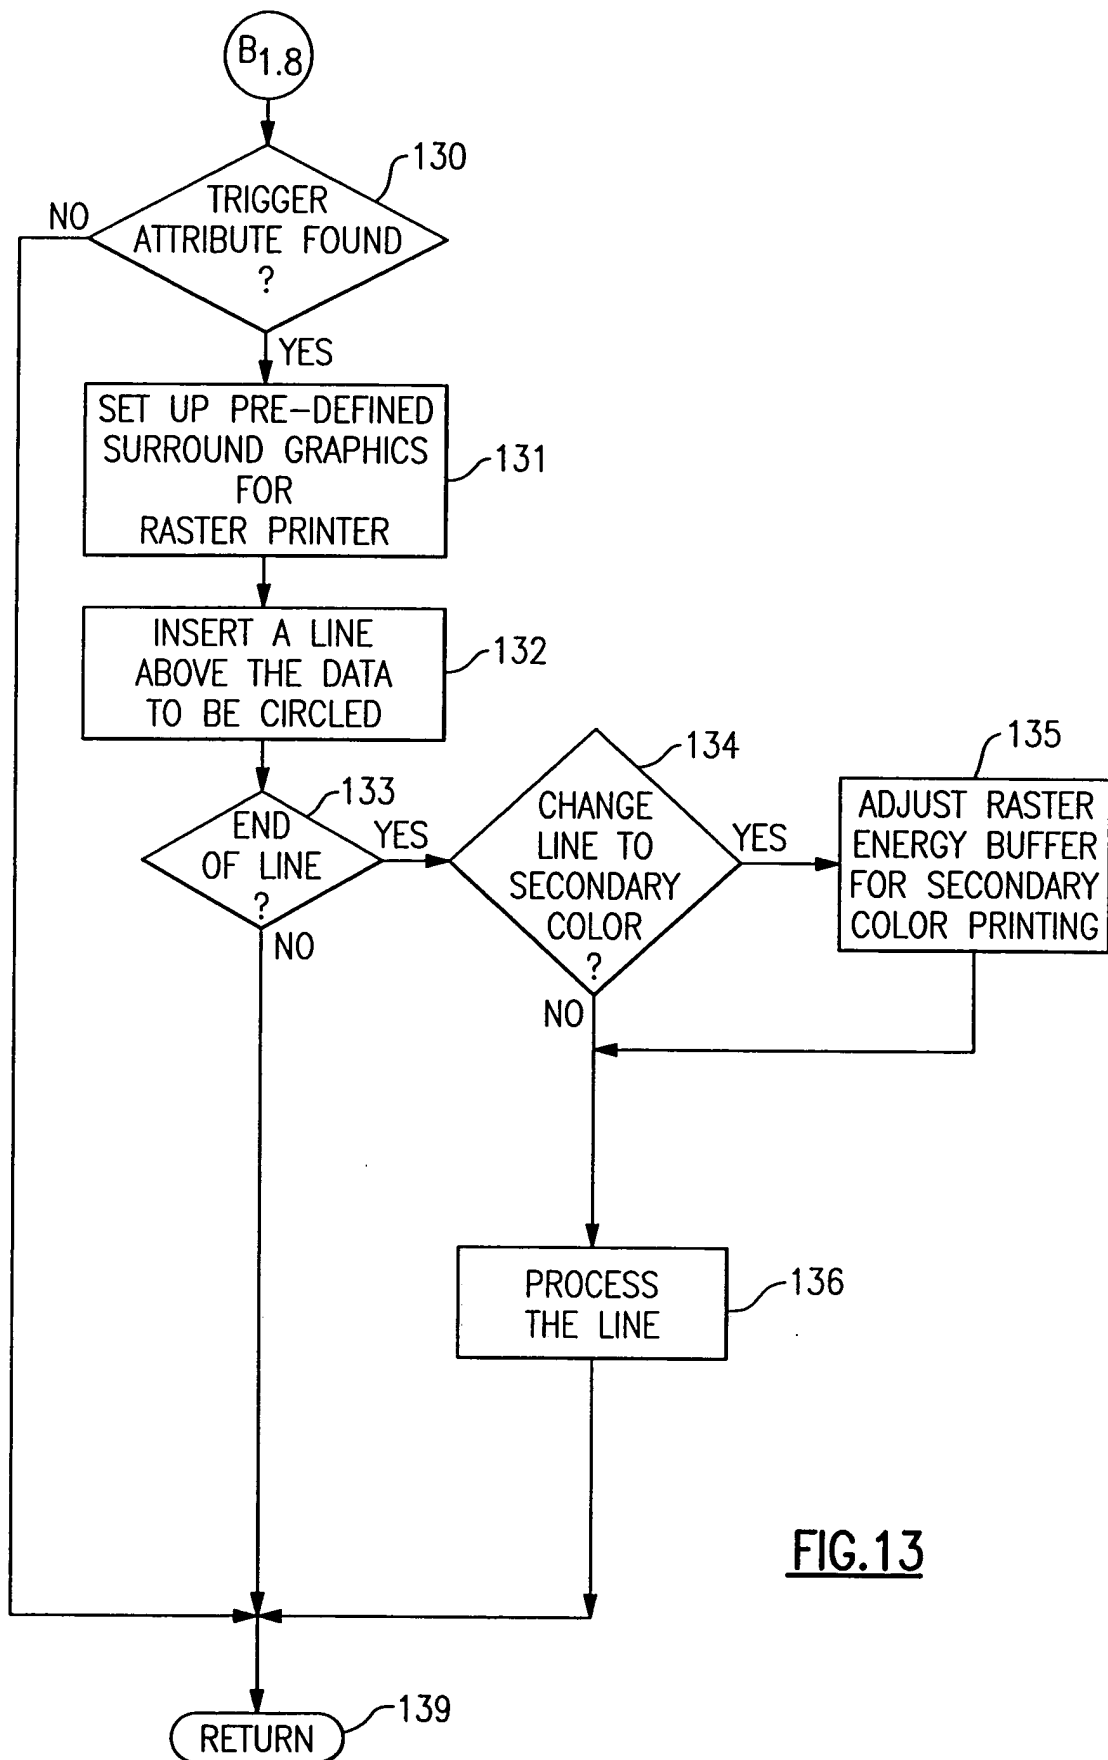 B1.8
130
TRIGGER
ATTRIBUTE FOUND
?
NO
YES
SET UP PRE-DEFINED
SURROUND GRAPHICS
FOR
RASTER PRINTER
131
INSERT A LINE
ABOVE THE DATA
TO BE CIRCLED
132
133
END
OF LINE
?
YES
NO
134
CHANGE
LINE TO
SECONDARY
COLOR
?
YES
NO
135
ADJUST RASTER
ENERGY BUFFER
FOR SECONDARY
COLOR PRINTING
PROCESS
THE LINE
136
FIG.13
RETURN
139